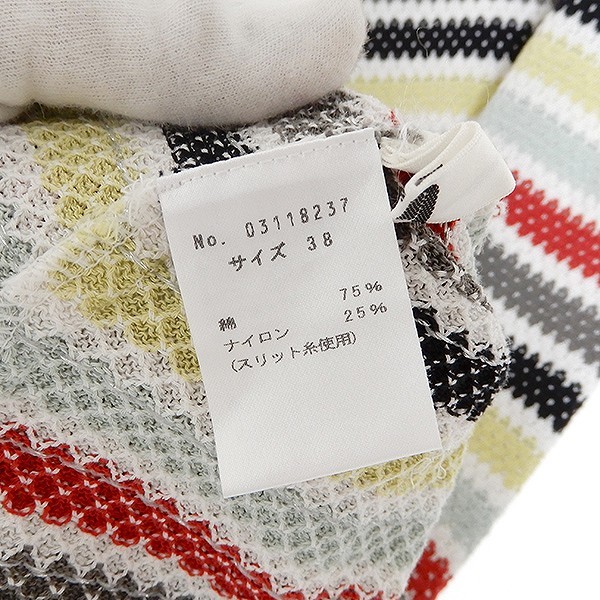 No. 03118237
サイズ 38
綿 75%
ナイロン 25%
(スリット糸使用)